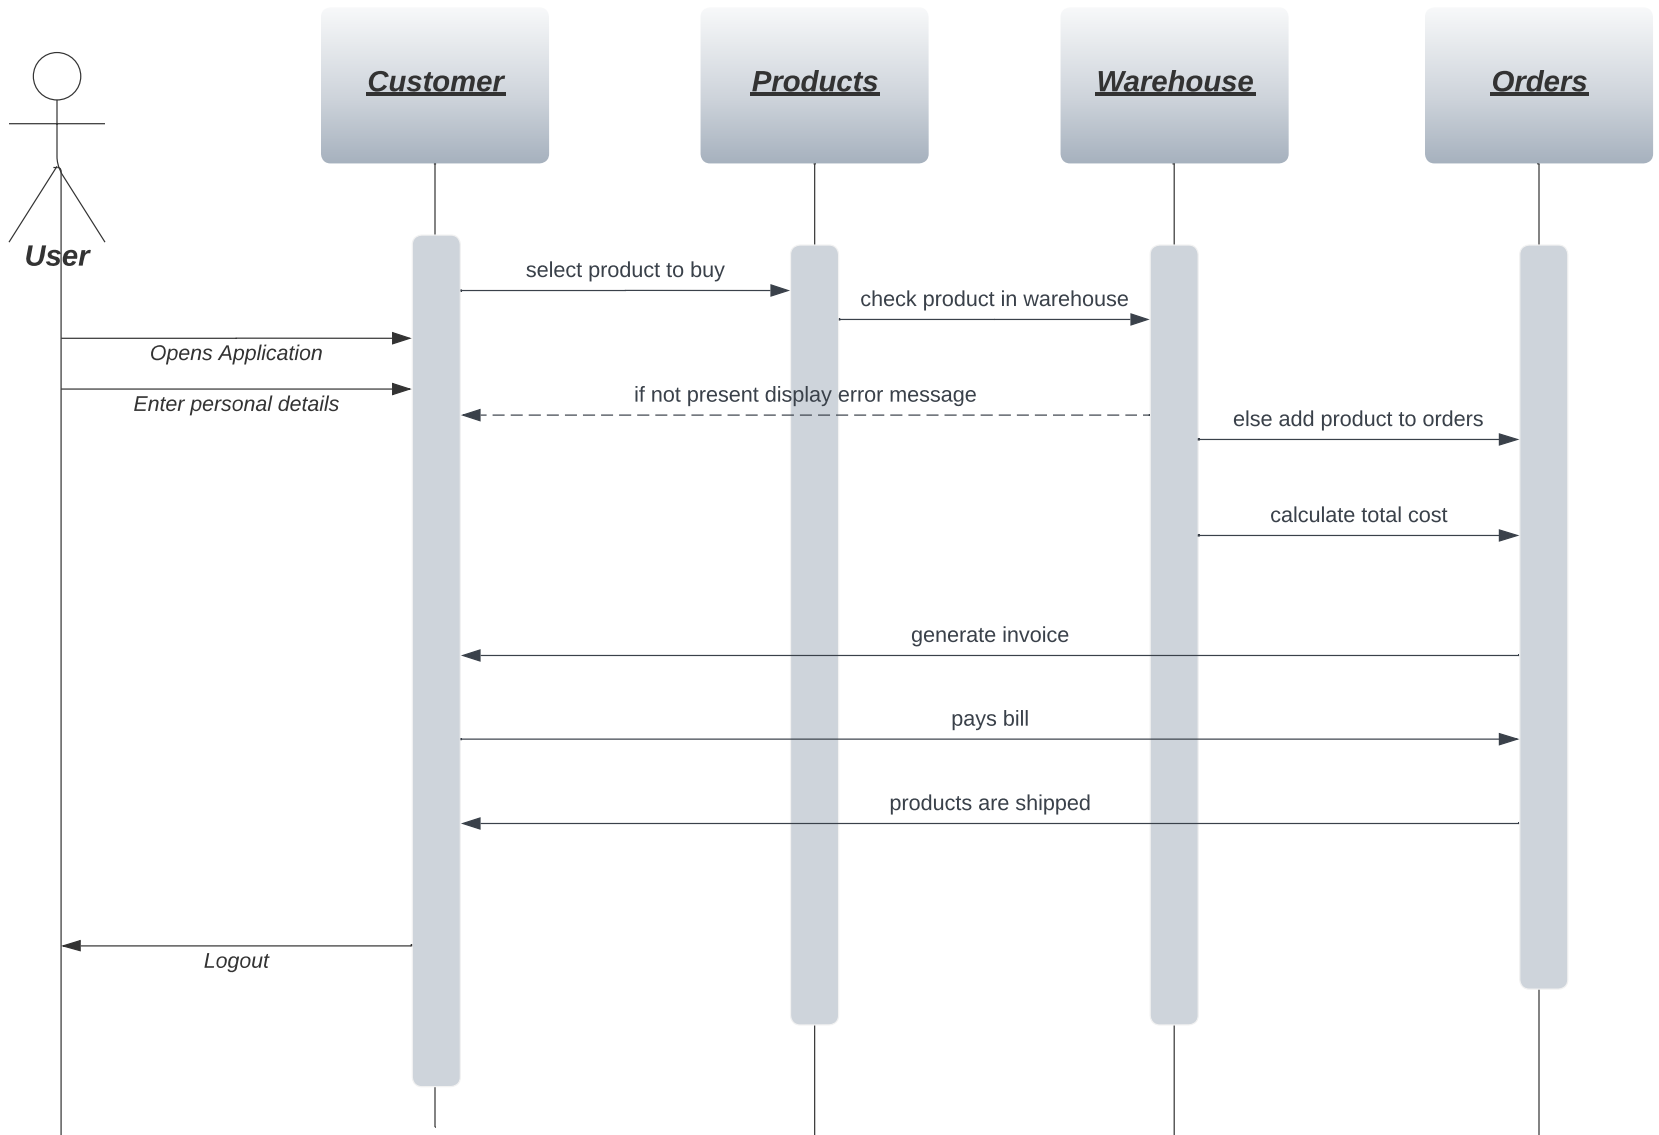 Customer
Products
Warehouse
Orders
User
select product to buy
check product in warehouse
Opens Application
if not present display error message
Enter personal details
else add product to orders
calculate total cost
generate invoice
pays bill
products are shipped
Logout